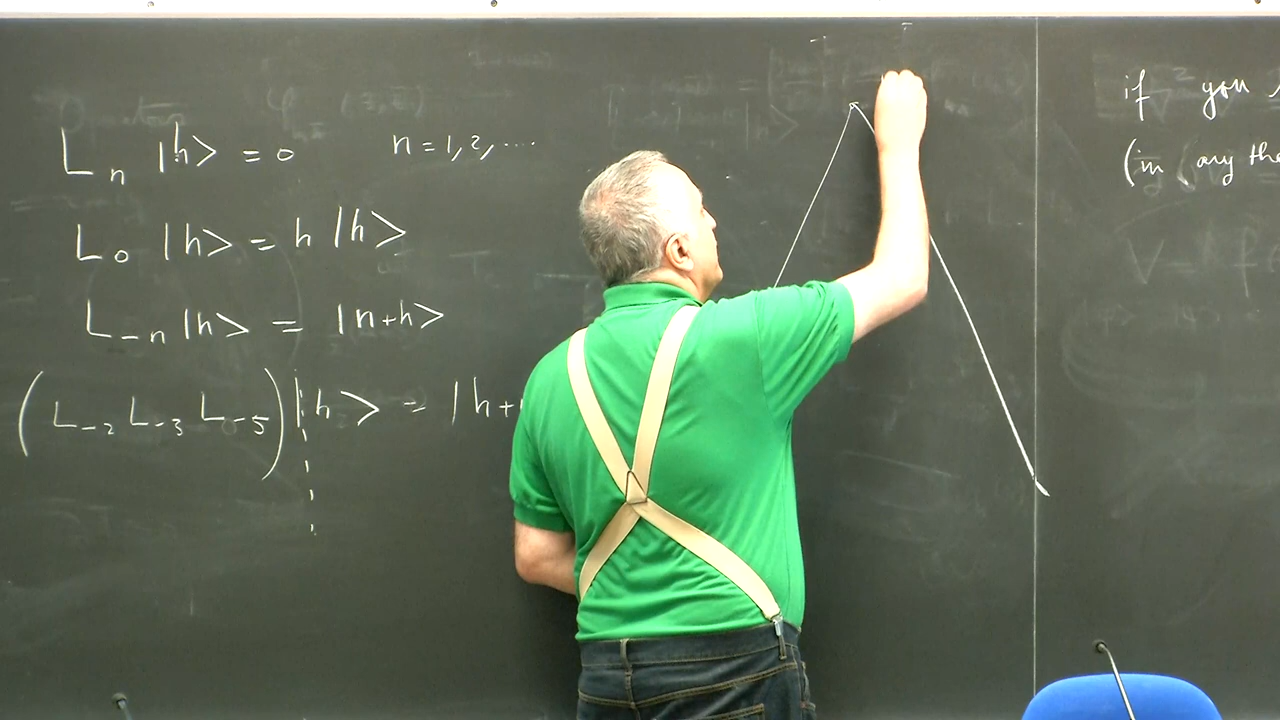 L_n |h> = 0 n = 1, 2, ....
L_0 |h> = h |h>
L_{-n} |h> = |n+h>
(L_{-2} L_{-3} L_{-5}) |h> = |h+
if you
(in any the